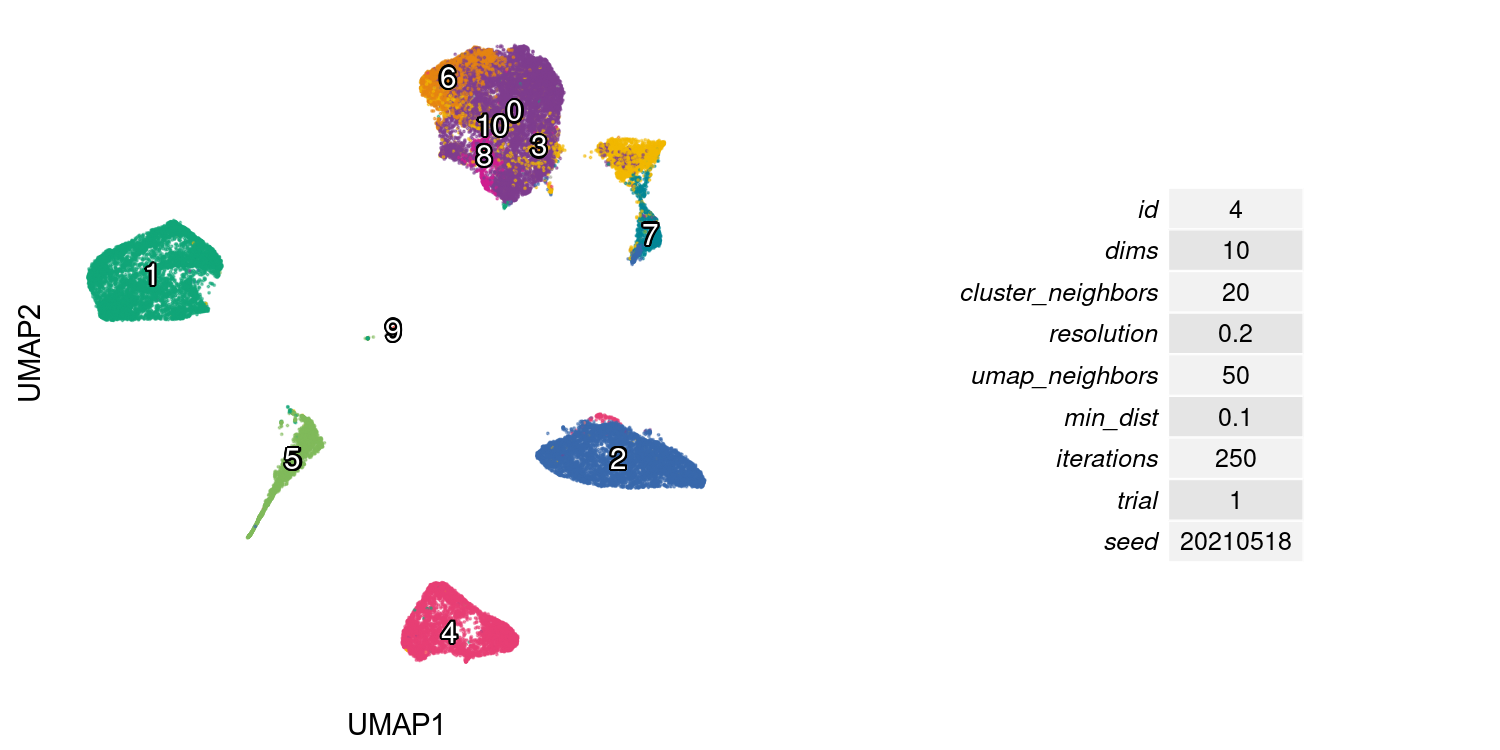 6
0
10
3
8
7
1
9
5
2
4
UMAP1
UMAP2
id 4
dims 10
cluster_neighbors 20
resolution 0.2
umap_neighbors 50
min_dist 0.1
iterations 250
trial 1
seed 20210518